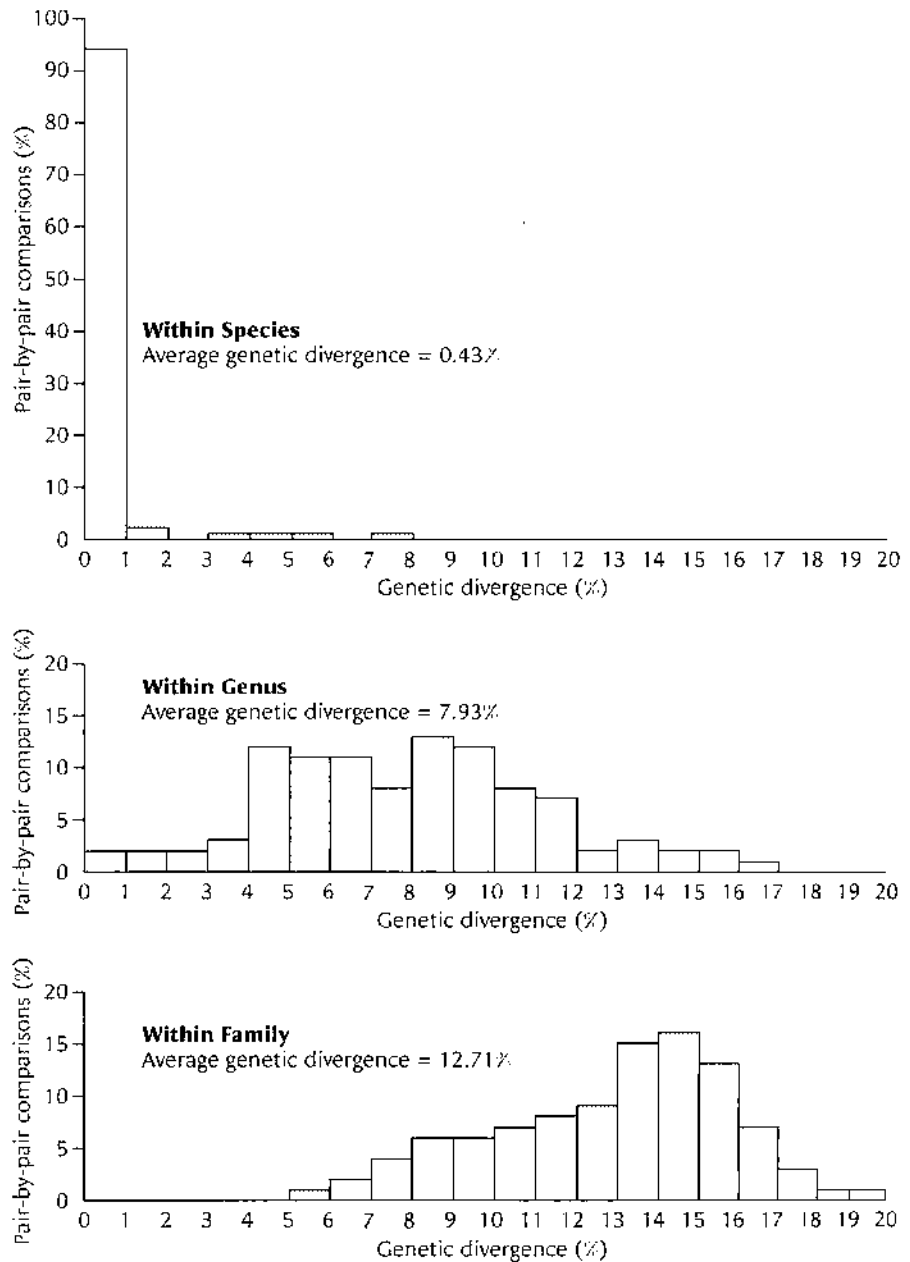 Pair-by-pair comparisons (%)
100
90
80
70
60
50
40
30
20
10
0
Within Species
Average genetic divergence = 0.43%
0 1 2 3 4 5 6 7 8 9 10 11 12 13 14 15 16 17 18 19 20
Genetic divergence (%)
Pair-by-pair comparisons (%)
20
15
10
5
0
Within Genus
Average genetic divergence = 7.93%
0 1 2 3 4 5 6 7 8 9 10 11 12 13 14 15 16 17 18 19 20
Genetic divergence (%)
Pair-by-pair comparisons (%)
20
15
10
5
0
Within Family
Average genetic divergence = 12.71%
0 1 2 3 4 5 6 7 8 9 10 11 12 13 14 15 16 17 18 19 20
Genetic divergence (%)